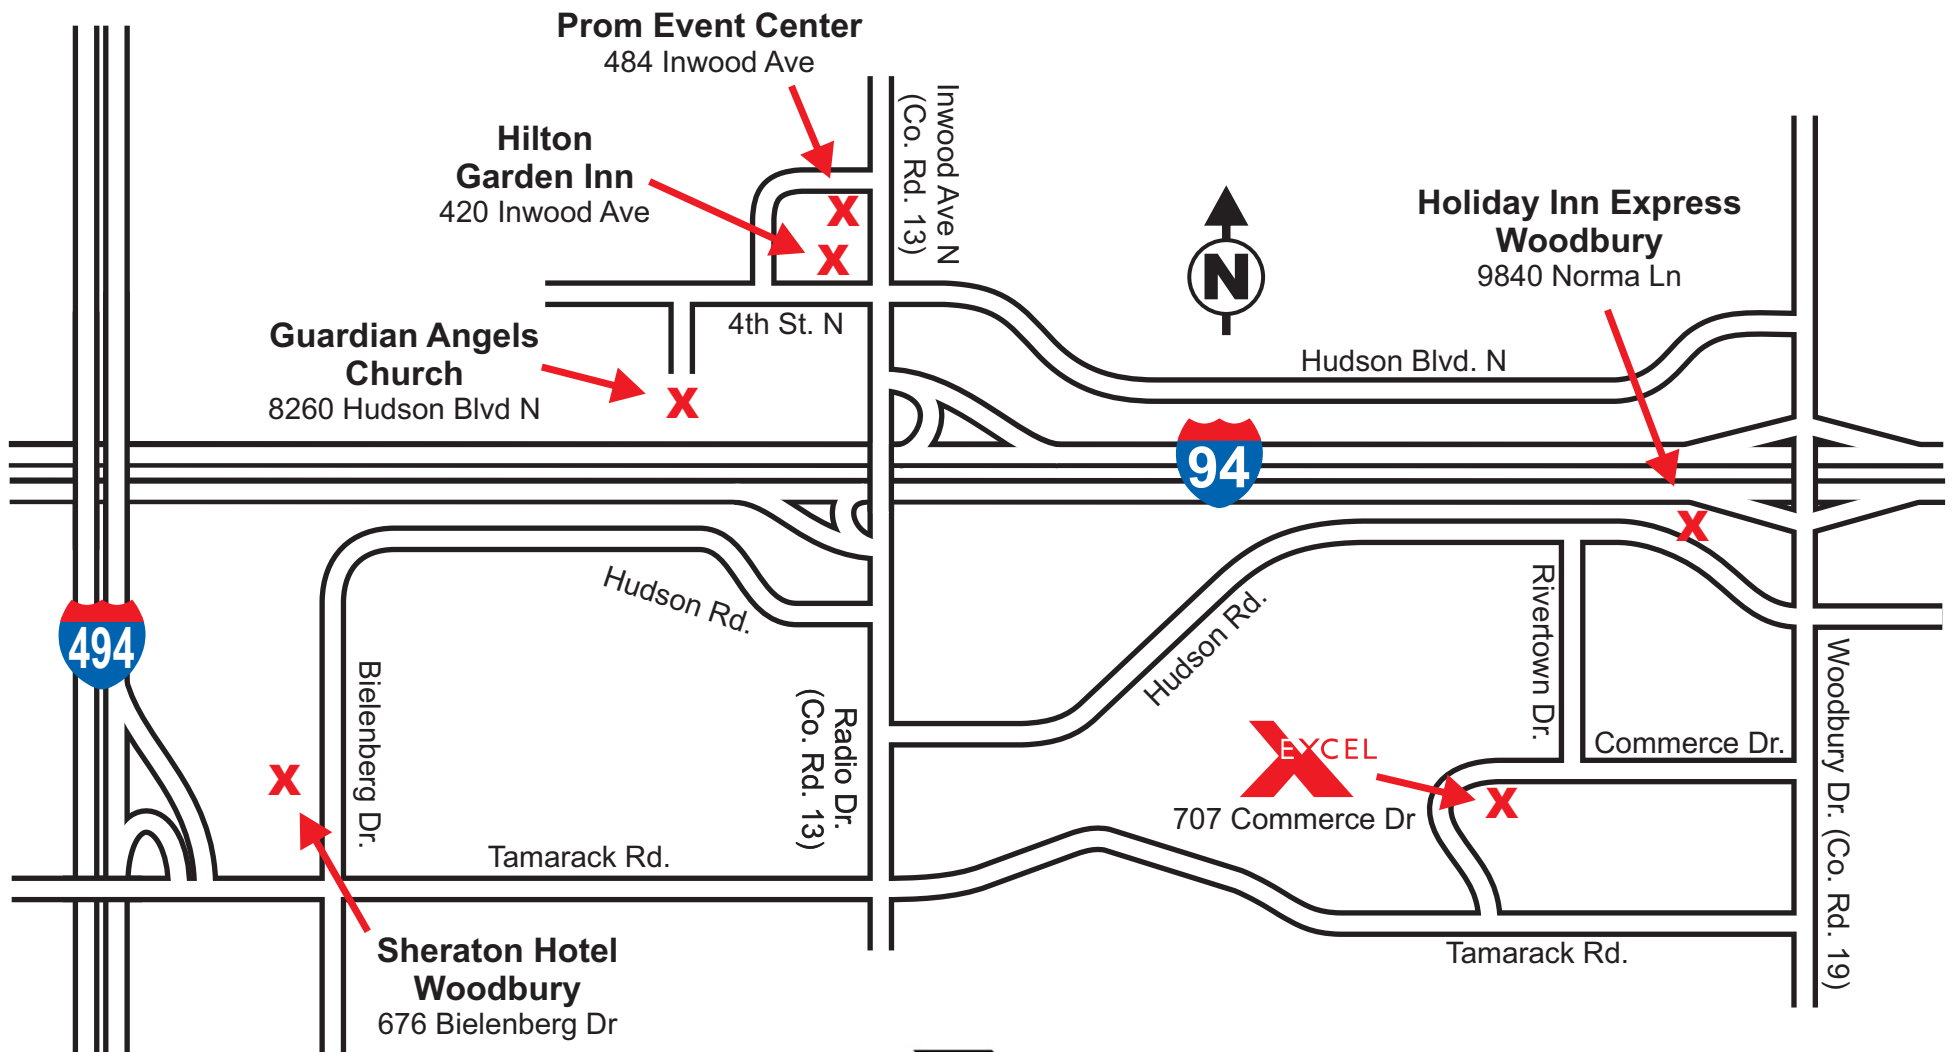 Prom Event Center
484 Inwood Ave
Hilton
Garden Inn
420 Inwood Ave
Inwood Ave N
(Co. Rd. 13)
N
Holiday Inn Express
Woodbury
9840 Norma Ln
4th St. N
Guardian Angels
Church
8260 Hudson Blvd N
Hudson Blvd. N
94
494
Hudson Rd.
Hudson Rd.
Rivertown Dr.
Bielenberg Dr.
Radio Dr.
(Co. Rd. 13)
Commerce Dr.
Woodbury Dr. (Co. Rd. 19)
EXCEL
707 Commerce Dr
Tamarack Rd.
Tamarack Rd.
Sheraton Hotel
Woodbury
676 Bielenberg Dr
X
X
X
X
X
X